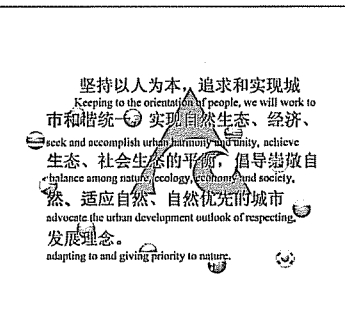 坚持以人为本，追求和实现城
Keeping to the orientation of people, we will work to
市和谐统一，实现自然生态、经济、
seek and accomplish urban harmony and unity, achieve
生态、社会生态的平衡，倡导崇敬自
balance among nature, ecology, economy and society,
然、适应自然、自然优先的城市
advocate the urban development outlook of respecting,
发展理念。
adapting to and giving priority to nature.